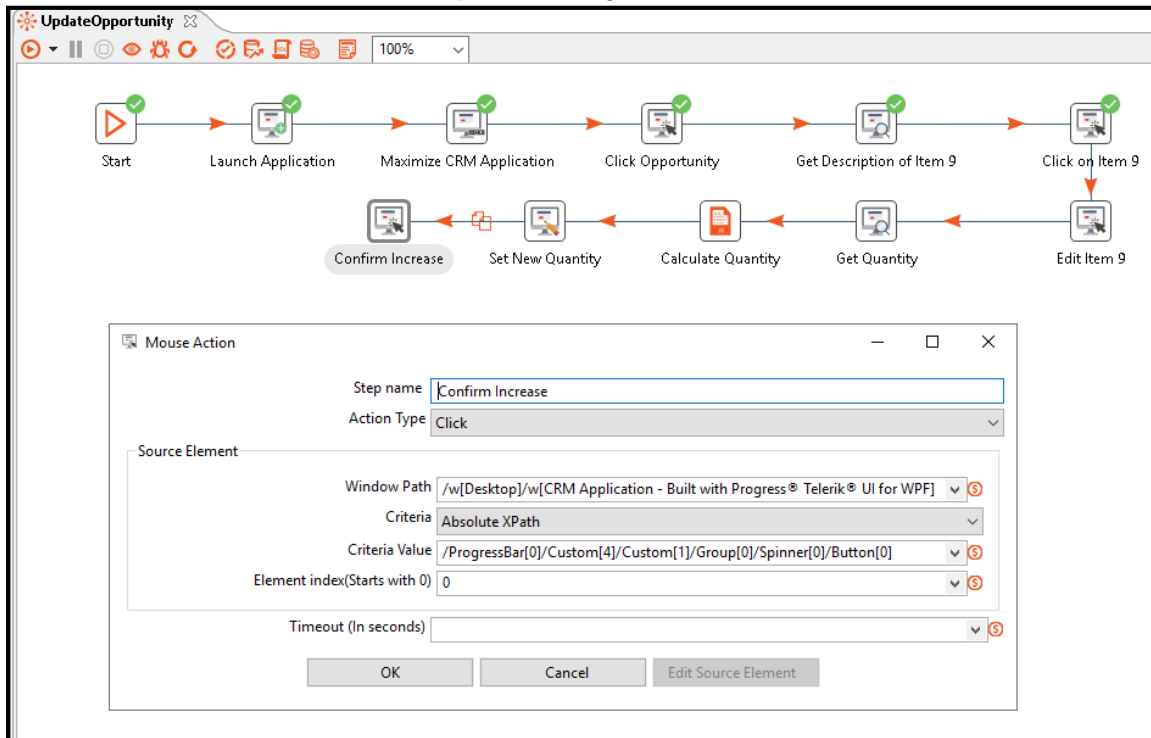 UpdateOpportunity
100%
Start
Launch Application
Maximize CRM Application
Click Opportunity
Get Description of Item 9
Click on Item 9
Confirm Increase
Set New Quantity
Calculate Quantity
Get Quantity
Edit Item 9
Mouse Action
Step name Confirm Increase
Action Type Click
Source Element
Window Path /w[Desktop]/w[CRM Application - Built with Progress® Telerik® UI for WPF]
Criteria Absolute XPath
Criteria Value /ProgressBar[0]/Custom[4]/Custom[1]/Group[0]/Spinner[0]/Button[0]
Element index(Starts with 0) 0
Timeout (In seconds)
OK Cancel Edit Source Element